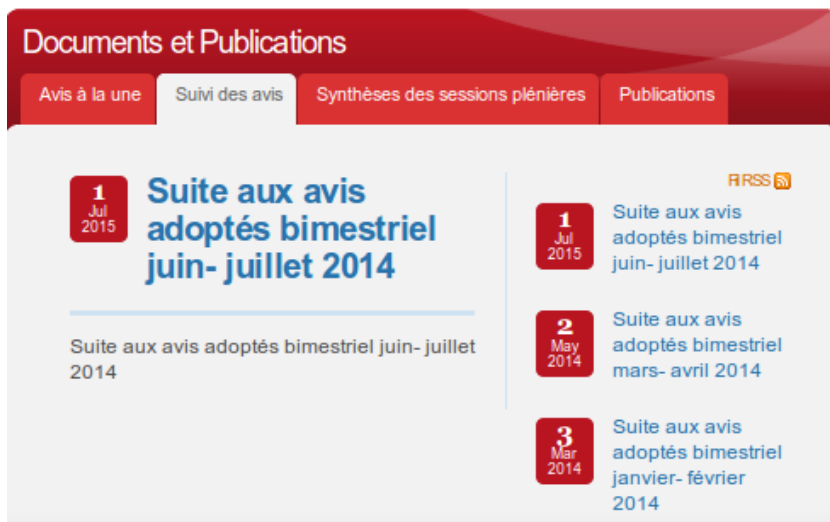 Documents et Publications
Avis à la une
Suivi des avis
Synthèses des sessions plénières
Publications
1
Jul
2015
Suite aux avis
adoptés bimestriel
juin- juillet 2014
Suite aux avis adoptés bimestriel juin- juillet
2014
RSS
1
Jul
2015
Suite aux avis
adoptés bimestriel
juin- juillet 2014
2
May
2014
Suite aux avis
adoptés bimestriel
mars- avril 2014
3
Mar
2014
Suite aux avis
adoptés bimestriel
janvier- février
2014